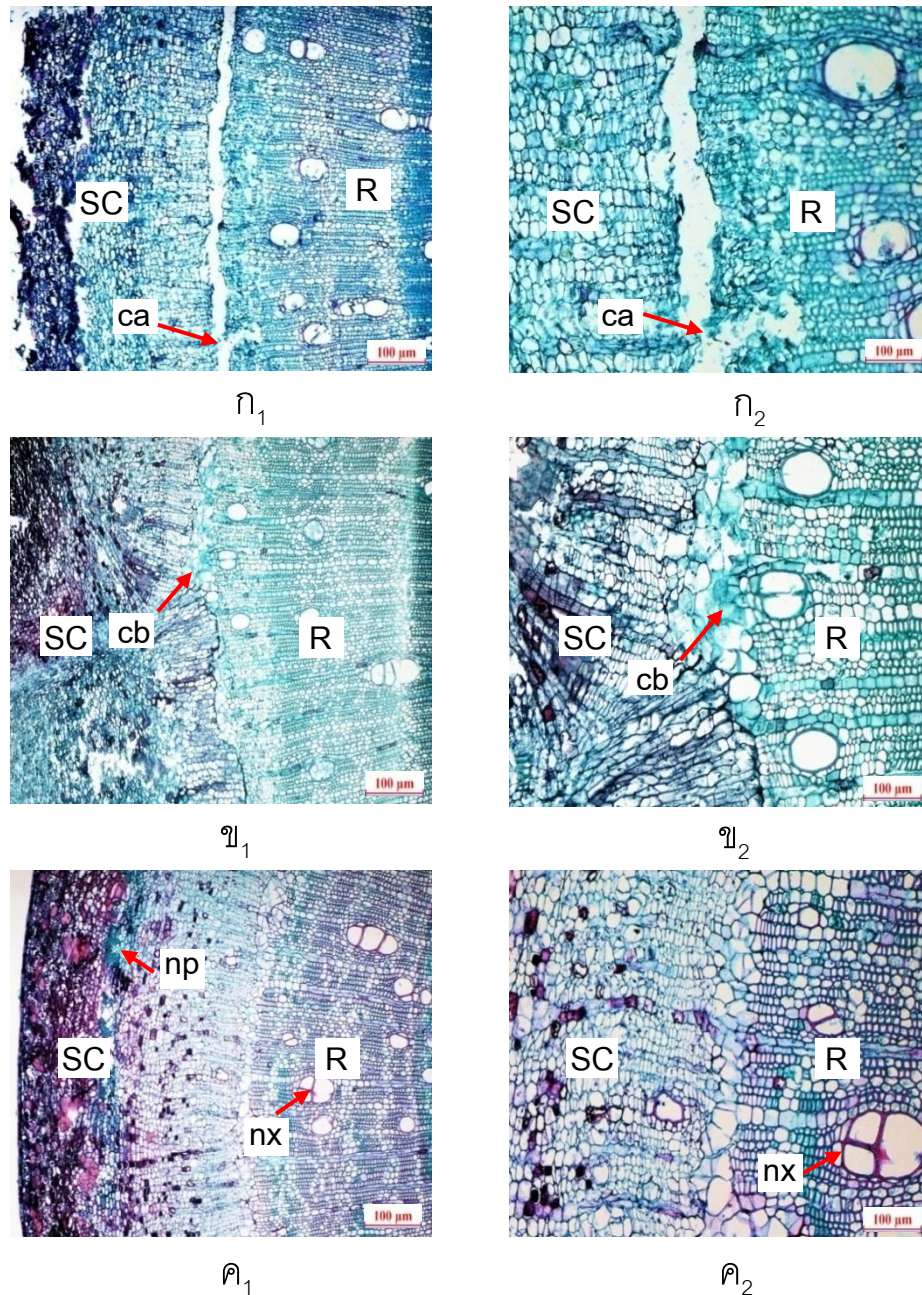 SC R
ca
100 µm
SC R
ca
100 µm
ก1 ก2
SC cb R
100 µm
SC cb R
100 µm
ข1 ข2
np
SC R
nx
100 µm
SC R
nx
100 µm
ค1 ค2